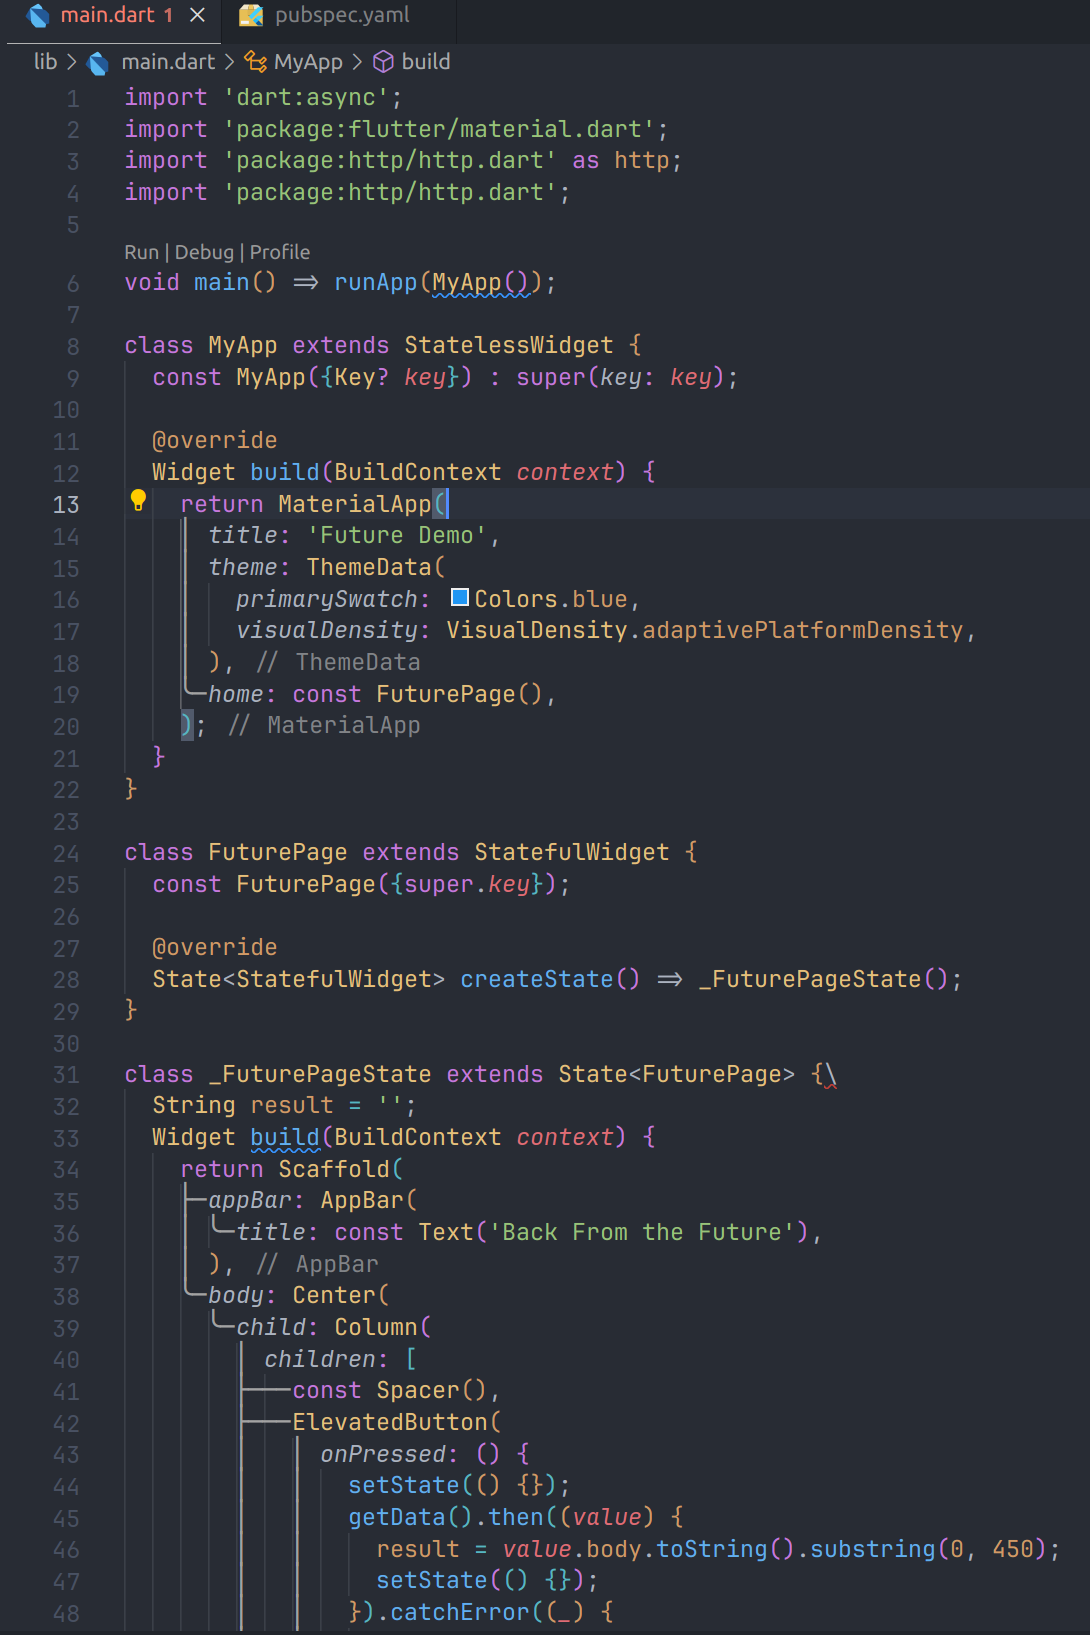 main.dart 1 × pubspec.yaml
lib > main.dart > MyApp > build
1 import 'dart:async';
2 import 'package:flutter/material.dart';
3 import 'package:http/http.dart' as http;
4 import 'package:http/http.dart';
5
Run | Debug | Profile
6 void main() => runApp(MyApp());
7
8 class MyApp extends StatelessWidget {
9 const MyApp({Key? key}) : super(key: key);
10
11 @override
12 Widget build(BuildContext context) {
13 return MaterialApp(
14 title: 'Future Demo',
15 theme: ThemeData(
16 primarySwatch: Colors.blue,
17 visualDensity: VisualDensity.adaptivePlatformDensity,
18 ), // ThemeData
19 home: const FuturePage(),
20 ); // MaterialApp
21 }
22 }
23
24 class FuturePage extends StatefulWidget {
25 const FuturePage({super.key});
26
27 @override
28 State<StatefulWidget> createState() => _FuturePageState();
29 }
30
31 class _FuturePageState extends State<FuturePage> {\
32 String result = '';
33 Widget build(BuildContext context) {
34 return Scaffold(
35 appBar: AppBar(
36 title: const Text('Back From the Future'),
37 ), // AppBar
38 body: Center(
39 child: Column(
40 children: [
41 const Spacer(),
42 ElevatedButton(
43 onPressed: () {
44 setState(() {});
45 getData().then((value) {
46 result = value.body.toString().substring(0, 450);
47 setState(() {});
48 }).catchError((_) {